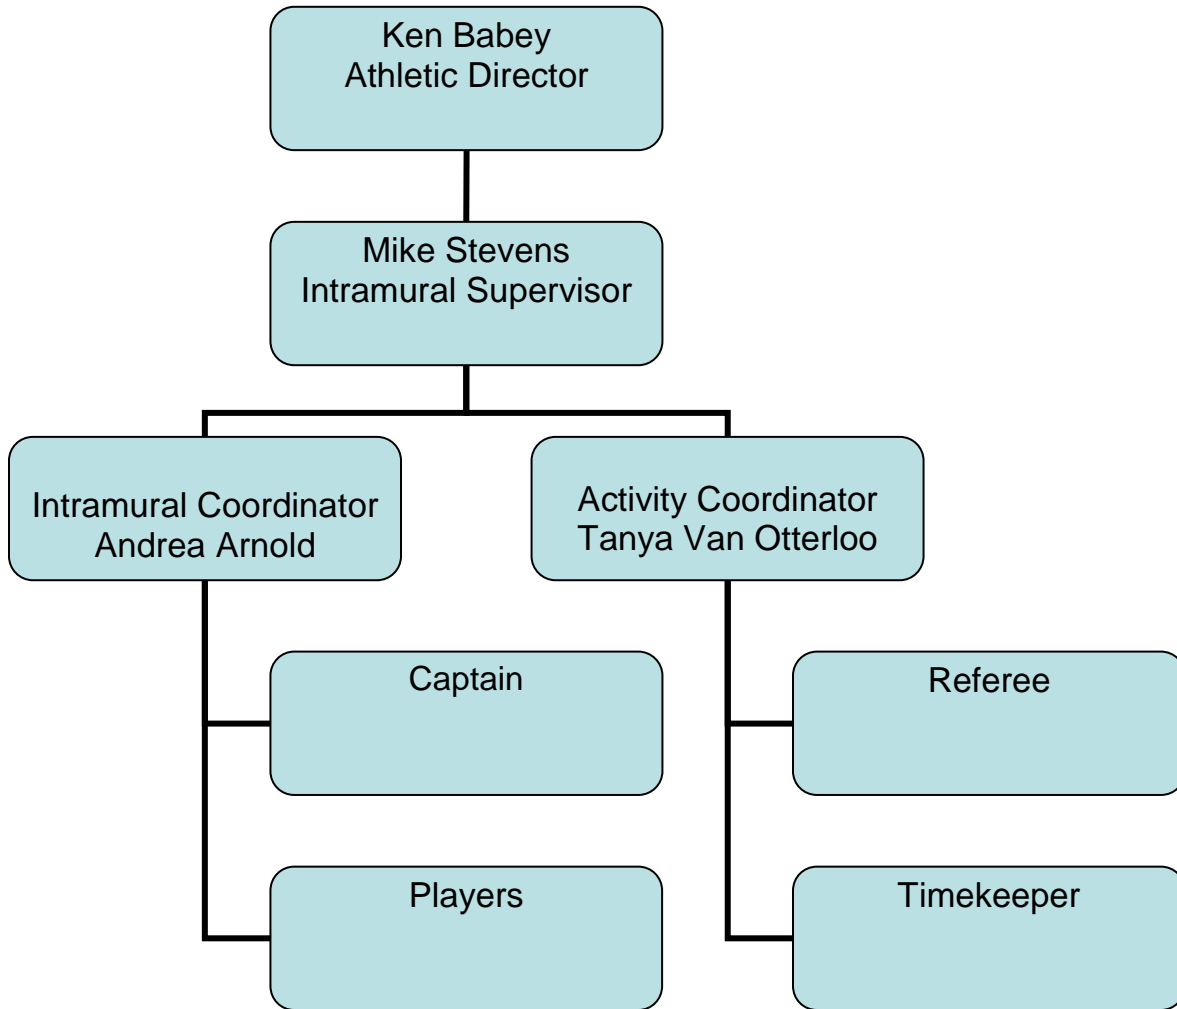 Ken Babey
Athletic Director
Mike Stevens
Intramural Supervisor
Intramural Coordinator
Andrea Arnold
Activity Coordinator
Tanya Van Otterloo
Captain
Referee
Players
Timekeeper